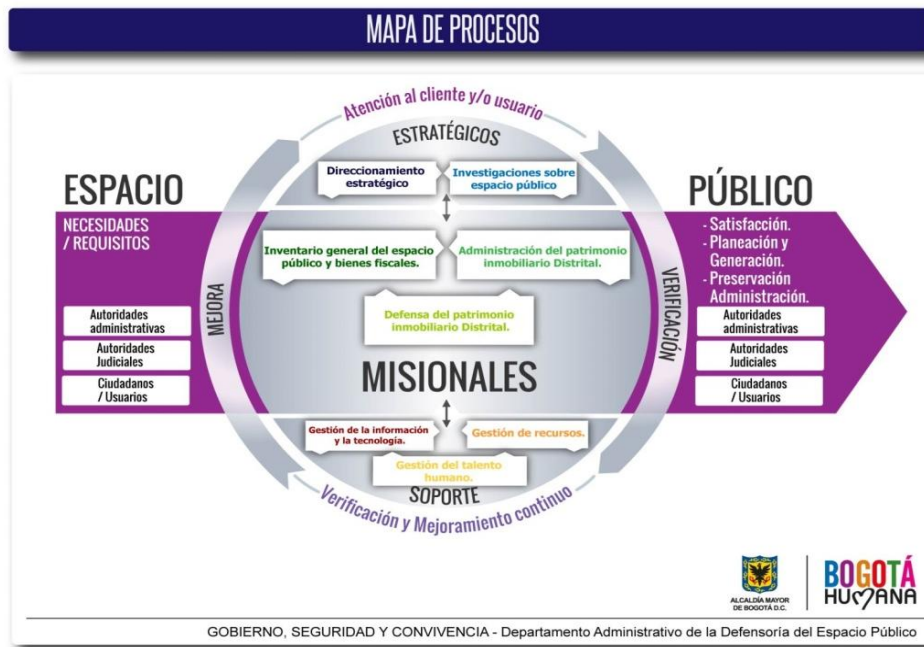 MAPA DE PROCESOS
Atención al cliente y/o usuario
ESTRATÉGICOS
Direccionamiento
estratégico
Investigaciones sobre
espacio público
ESPACIO
NECESIDADES
/ REQUISITOS
Autoridades
administrativas
Autoridades
Judiciales
Ciudadanos
/ Usuarios
MEJORA
Inventario general del espacio
público y bienes fiscales.
Administración del patrimonio
inmobiliario Distrital.
Defensa del patrimonio
inmobiliario Distrital.
MISIONALES
VERIFICACIÓN
PÚBLICO
- Satisfacción.
- Planeación y
Generación.
- Preservación
Administración.
Autoridades
administrativas
Autoridades
Judiciales
Ciudadanos
/ Usuarios
Gestión de la información
y la tecnología.
Gestión de recursos.
Gestión del talento
humano.
SOPORTE
Verificación y Mejoramiento continuo
ALCALDÍA MAYOR
DE BOGOTÁ D.C.
BOGOTÁ
HUMANA
GOBIERNO, SEGURIDAD Y CONVIVENCIA - Departamento Administrativo de la Defensoría del Espacio Público